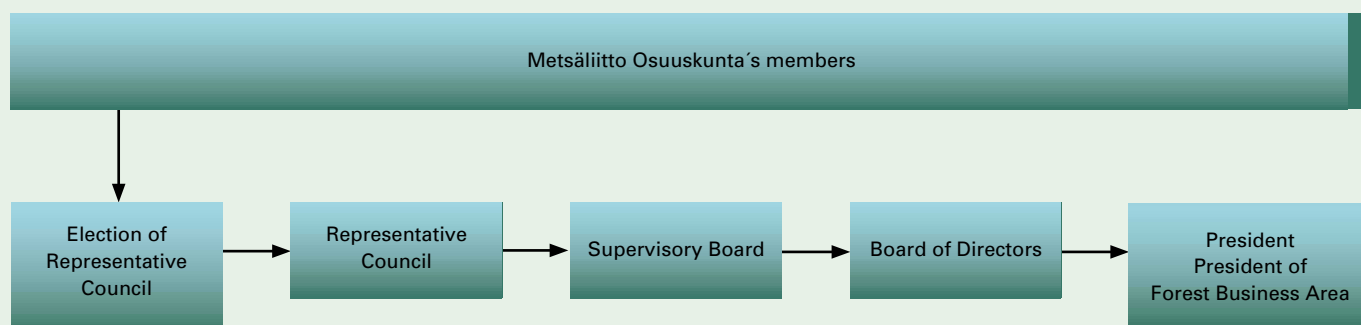 Metsäliitto Osuuskunta´s members
Election of
Representative
Council
Representative
Council
Supervisory Board
Board of Directors
President
President of
Forest Business Area